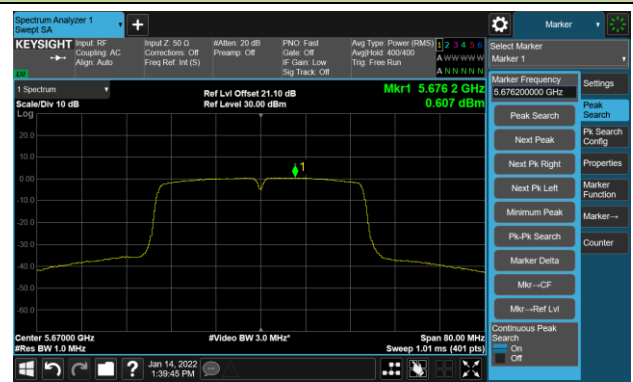 Spectrum Analyzer 1
Swept SA
Marker
KEYSIGHT
Input: RF
Coupling: AC
Align: Auto
Input Z: 50 Ω
Corrections: Off
Freq Ref: Int (S)
#Atten: 20 dB
Preamp: Off
PNO: Fast
Gate: Off
IF Gain: Low
Sig Track: Off
Avg Type: Power (RMS)
Avg|Hold: 400/400
Trig: Free Run
1 2 3 4 5 6
A W W W W W
A N N N N N
Select Marker
Marker 1
1 Spectrum
Scale/Div 10 dB
Log
Ref Lvl Offset 21.10 dB
Ref Level 30.00 dBm
Mkr1 5.676 2 GHz
0.607 dBm
20.0
10.0
0.00
-10.0
-20.0
-30.0
-40.0
-50.0
-60.0
1
Center 5.67000 GHz
#Res BW 1.0 MHz
#Video BW 3.0 MHz*
Span 80.00 MHz
Sweep 1.01 ms (401 pts)
Marker Frequency
5.676200000 GHz
Peak Search
Next Peak
Next Pk Right
Next Pk Left
Minimum Peak
Pk-Pk Search
Marker Delta
Mkr→CF
Mkr→Ref Lvl
Continuous Peak
Search
On
Off
Settings
Peak
Search
Pk Search
Config
Properties
Marker
Function
Marker→
Counter
?
Jan 14, 2022
1:39:45 PM